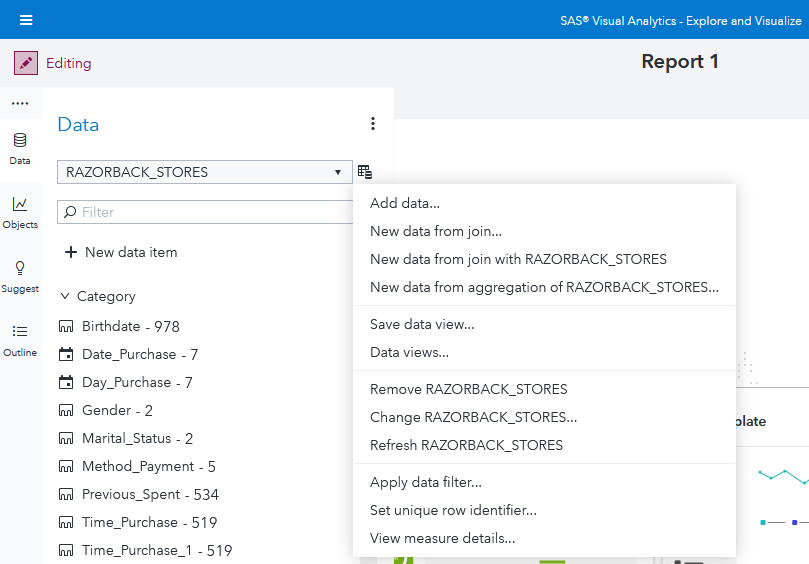 SAS® Visual Analytics - Explore and Visualize
Editing
Report 1
Data
Objects
Suggest
Outline
Data
RAZORBACK_STORES
Filter
New data item
Category
Birthdate - 978
Date_Purchase - 7
Day_Purchase - 7
Gender - 2
Marital_Status - 2
Method_Payment - 5
Previous_Spent - 534
Time_Purchase - 519
Time_Purchase_1 - 519
Add data...
New data from join...
New data from join with RAZORBACK_STORES
New data from aggregation of RAZORBACK_STORES...
Save data view...
Data views...
Remove RAZORBACK_STORES
Change RAZORBACK_STORES...
Refresh RAZORBACK_STORES
Apply data filter...
Set unique row identifier...
View measure details...
plate